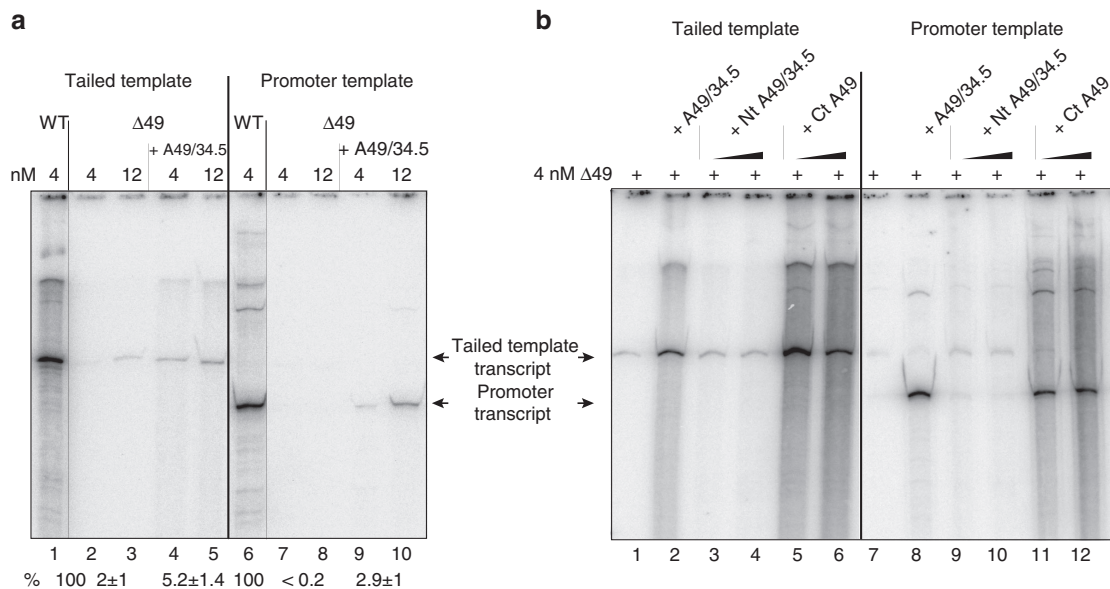 a
Tailed template
Promoter template
WT
Δ49
WT
Δ49
+ A49/34.5
+ A49/34.5
nM 4 4 12 4 12 4 4 12 4 12
1 2 3 4 5 6 7 8 9 10
% 100 2±1 5.2±1.4 100 < 0.2 2.9±1
Tailed template
transcript
Promoter
transcript
b
Tailed template
Promoter template
+ A49/34.5
+ Nt A49/34.5
+ Ct A49
+ A49/34.5
+ Nt A49/34.5
+ Ct A49
4 nM Δ49 + + + + + + + + + + + +
1 2 3 4 5 6 7 8 9 10 11 12